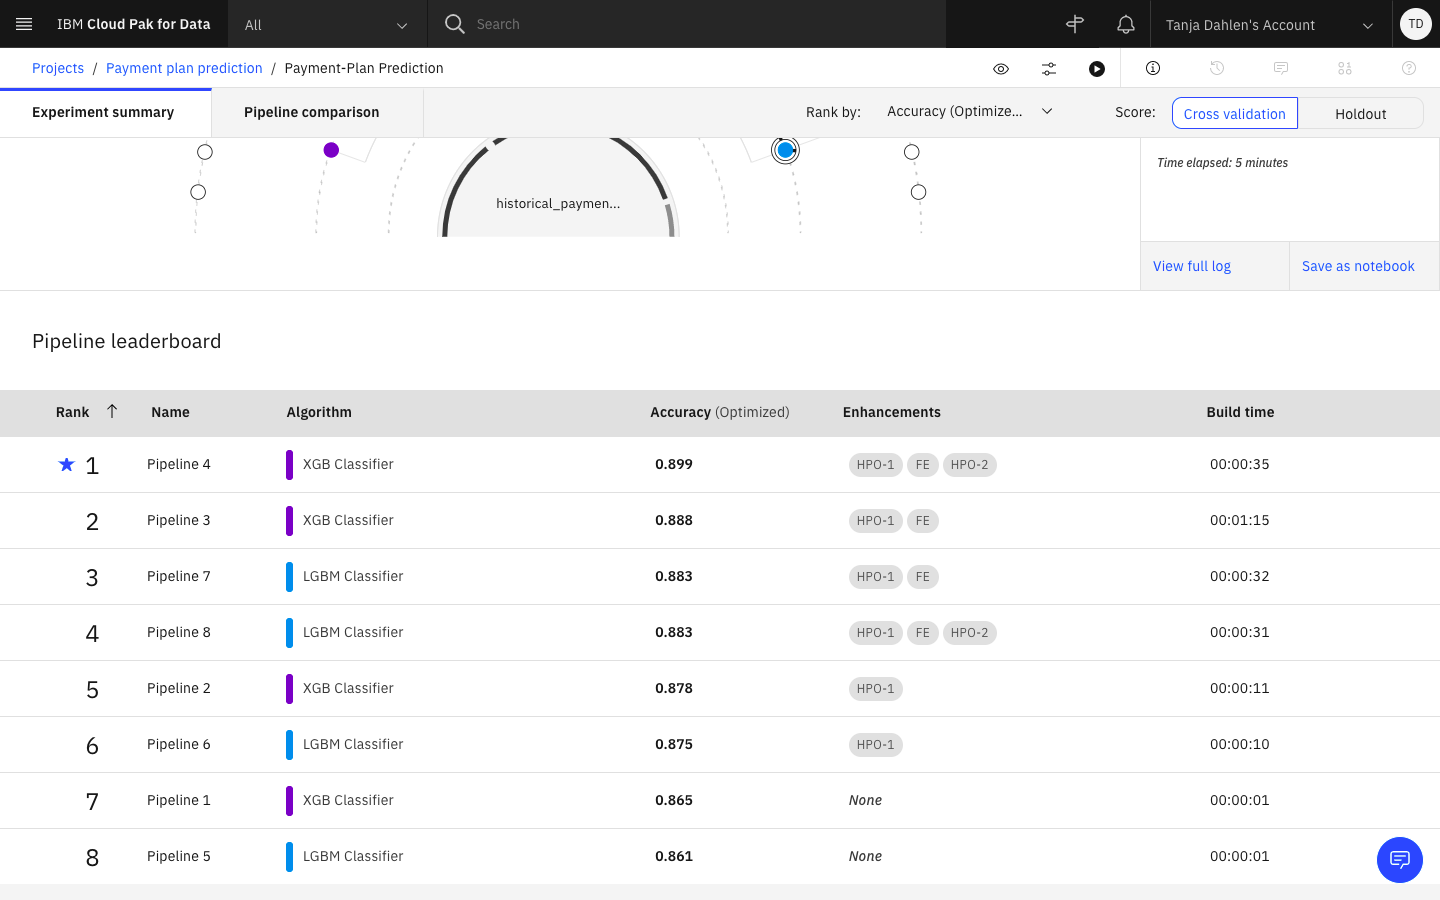 IBM Cloud Pak for Data All Search Tanja Dahlen's Account TD
Projects / Payment plan prediction / Payment-Plan Prediction
Experiment summary Pipeline comparison Rank by: Accuracy (Optimize... Score: Cross validation Holdout
Time elapsed: 5 minutes
historical_paymen...
View full log Save as notebook
Pipeline leaderboard
Rank Name Algorithm Accuracy (Optimized) Enhancements Build time
1 Pipeline 4 XGB Classifier 0.899 HPO-1 FE HPO-2 00:00:35
2 Pipeline 3 XGB Classifier 0.888 HPO-1 FE 00:01:15
3 Pipeline 7 LGBM Classifier 0.883 HPO-1 FE 00:00:32
4 Pipeline 8 LGBM Classifier 0.883 HPO-1 FE HPO-2 00:00:31
5 Pipeline 2 XGB Classifier 0.878 HPO-1 00:00:11
6 Pipeline 6 LGBM Classifier 0.875 HPO-1 00:00:10
7 Pipeline 1 XGB Classifier 0.865 None 00:00:01
8 Pipeline 5 LGBM Classifier 0.861 None 00:00:01